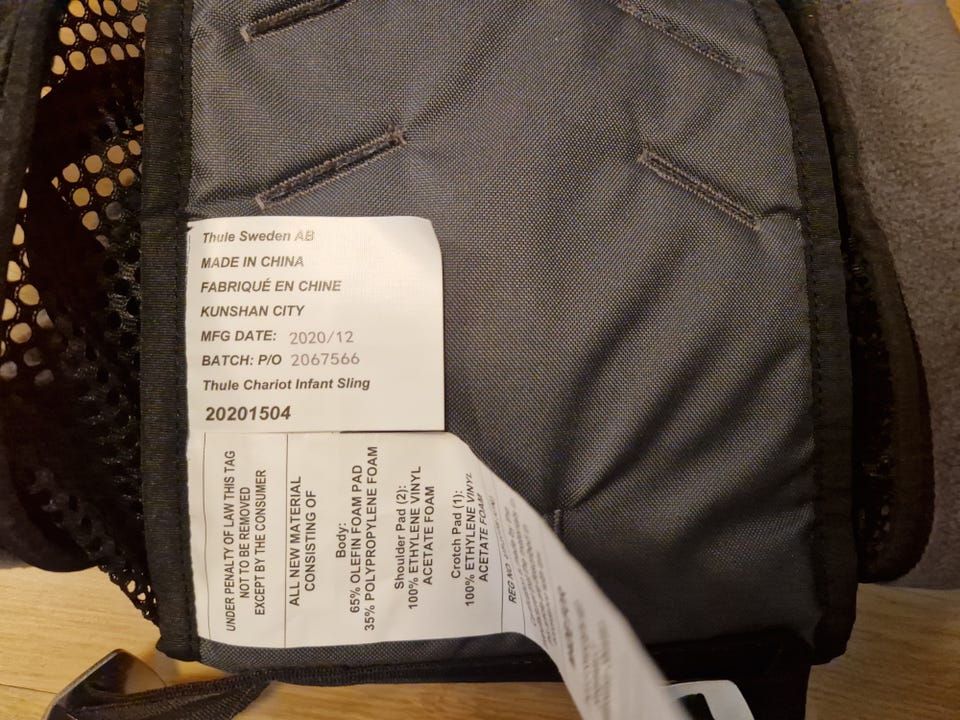 Thule Sweden AB
MADE IN CHINA
FABRIQUÉ EN CHINE
KUNSHAN CITY
MFG DATE: 2020/12
BATCH: P/O 2067566
Thule Chariot Infant Sling
20201504
UNDER PENALTY OF LAW THIS TAG
NOT TO BE REMOVED
EXCEPT BY THE CONSUMER
ALL NEW MATERIAL
CONSISTING OF
Body:
65% OLEFIN FOAM PAD
35% POLYPROPYLENE FOAM
Shoulder Pad (2):
100% ETHYLENE VINYL
ACETATE FOAM
Crotch Pad (1):
100% ETHYLENE VINYL
ACETATE FOAM
REG NO.